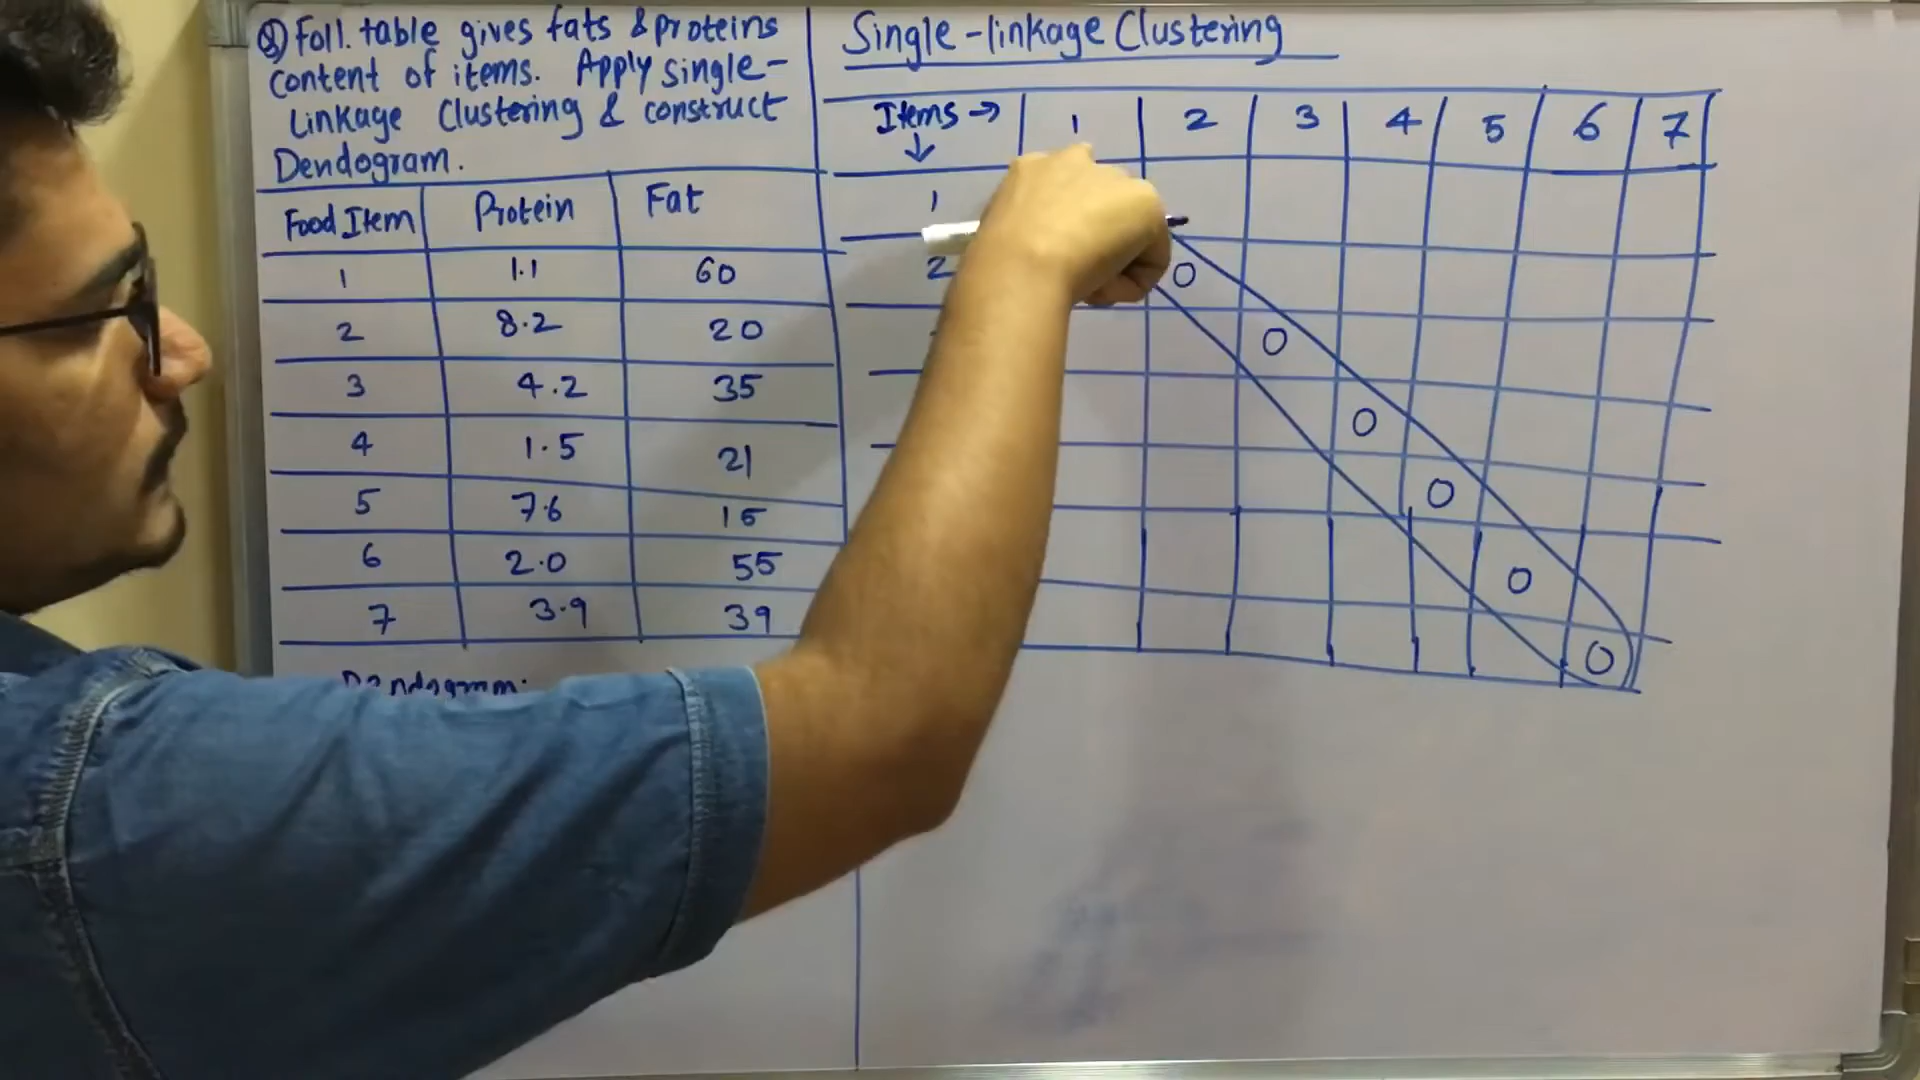 Q) Foll. table gives fats & proteins
content of items. Apply single-
Linkage Clustering & construct
Dendogram.
Food Item Protein Fat
1 1.1 60
2 8.2 20
3 4.2 35
4 1.5 21
5 7.6 15
6 2.0 55
7 3.9 39
Dendogram:
Single-linkage Clustering
Items → 1 2 3 4 5 6 7
↓
1
2 0
0
0
0
0
0